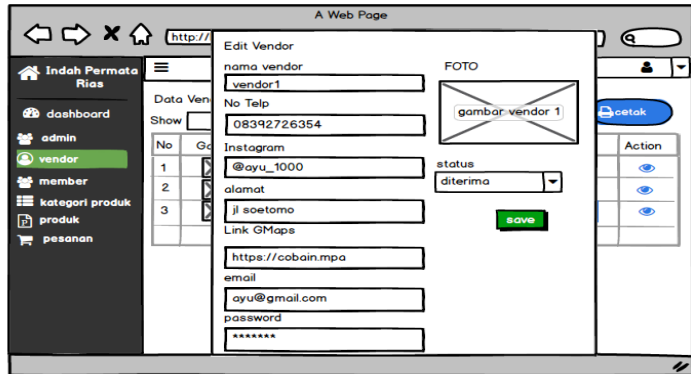 A Web Page
http://
Indah Permata
Rias
dashboard
admin
vendor
member
kategori produk
produk
pesanan
Data Ven
Show
No
Ga
1
2
3
Edit Vendor
nama vendor
vendor1
No Telp
08392726354
Instagram
@ayu_1000
alamat
jl soetomo
Link GMaps
https://cobain.mpa
email
ayu@gmail.com
password
*******
FOTO
gambar vendor 1
status
diterima
save
cetak
Action